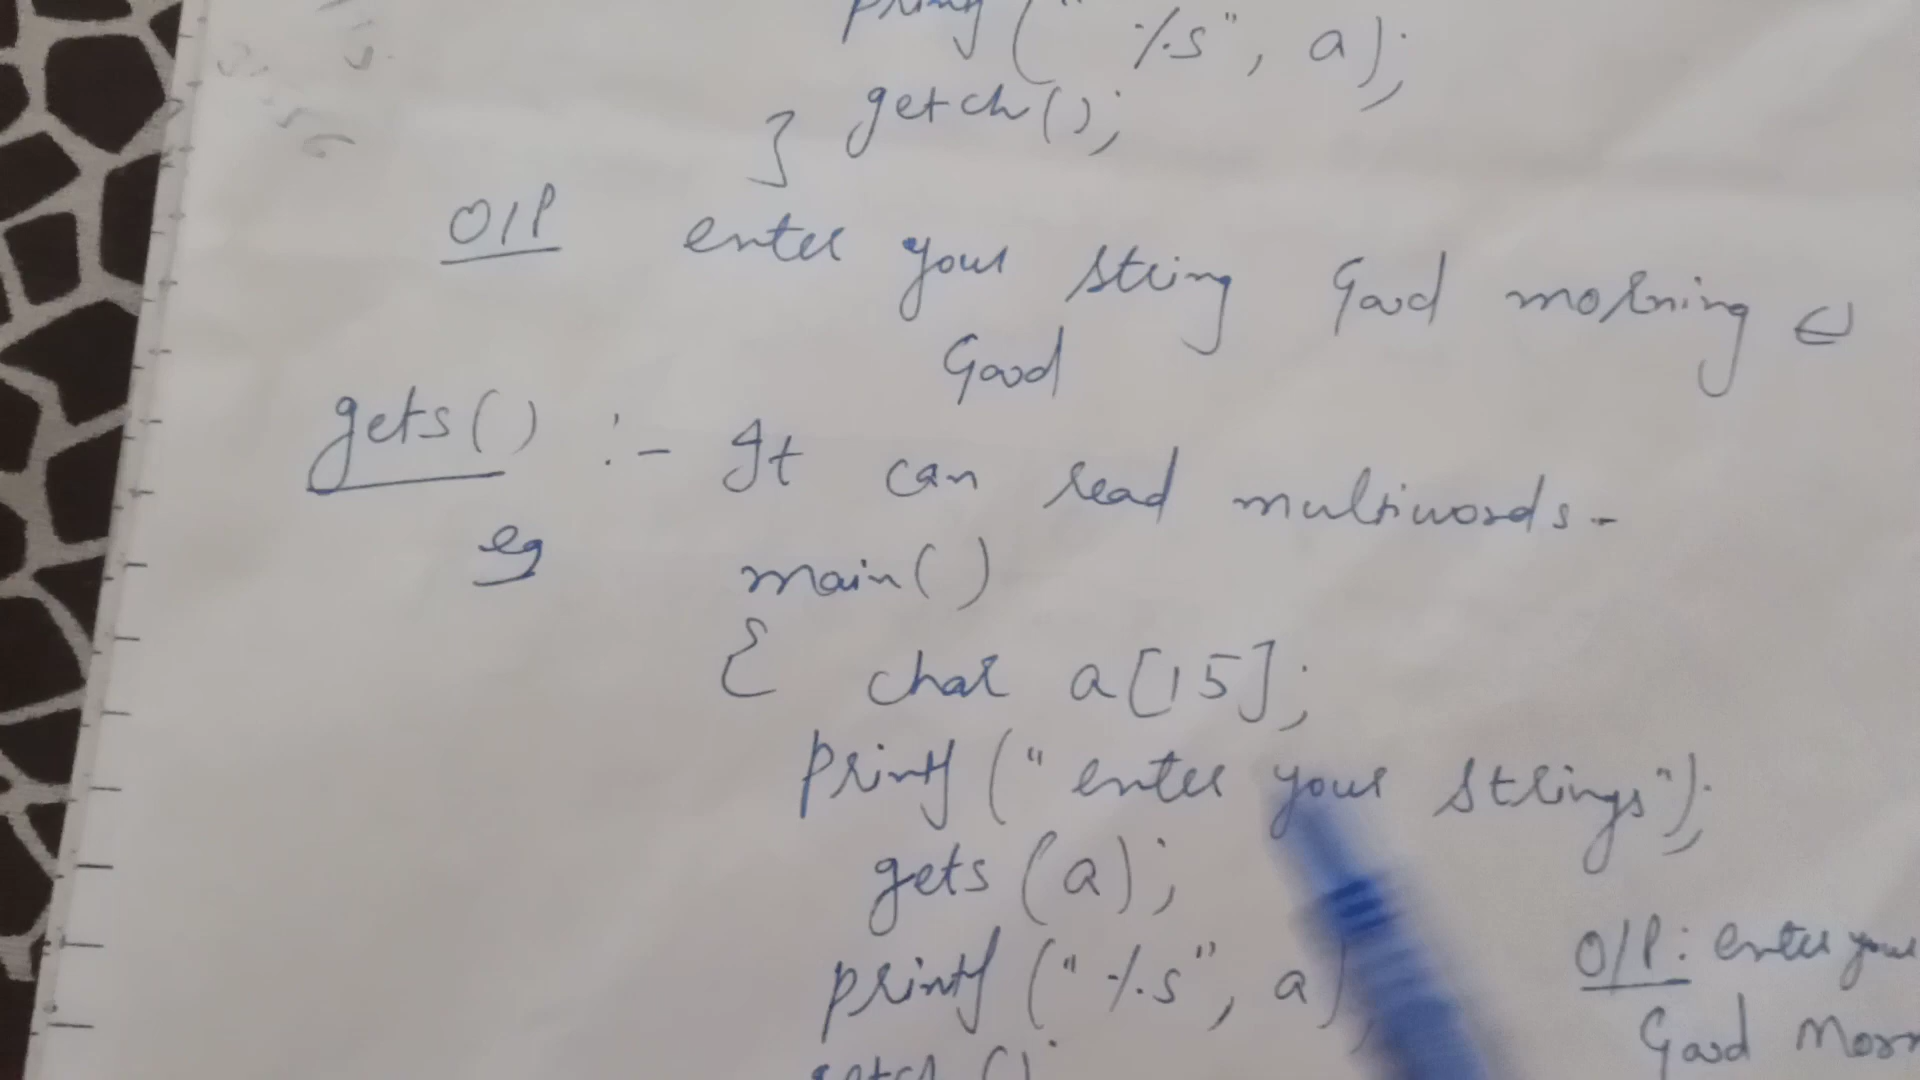 printf (" %s", a);
getch();
}
O/P enter your string Good morning ↵
Good
gets() :- It can read multiwords.
eg main()
{ char a[15];
printf (" enter your strings");
gets (a);
printf (" %s", a)
getch ()
O/P: enter your
Good Morn